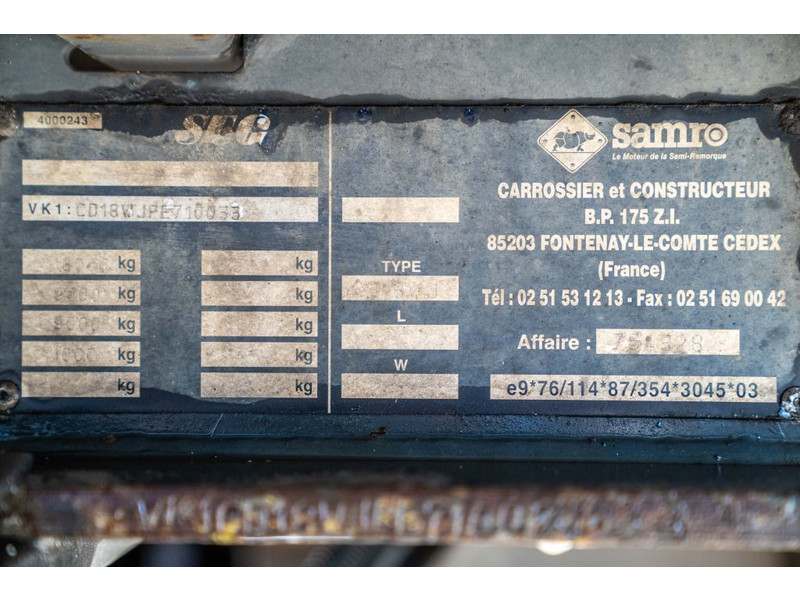 4000243
SEG
VK1: CD18WJPE710033
kg kg
kg kg
9000 kg kg
kg kg
kg kg
TYPE
L
W
samro
Le Moteur de la Semi-Remorque
CARROSSIER et CONSTRUCTEUR
B.P. 175 Z.I.
85203 FONTENAY-LE-COMTE CEDEX
(France)
Tél : 02 51 53 12 13 - Fax : 02 51 69 00 42
Affaire :
e9*76/114*87/354*3045*03